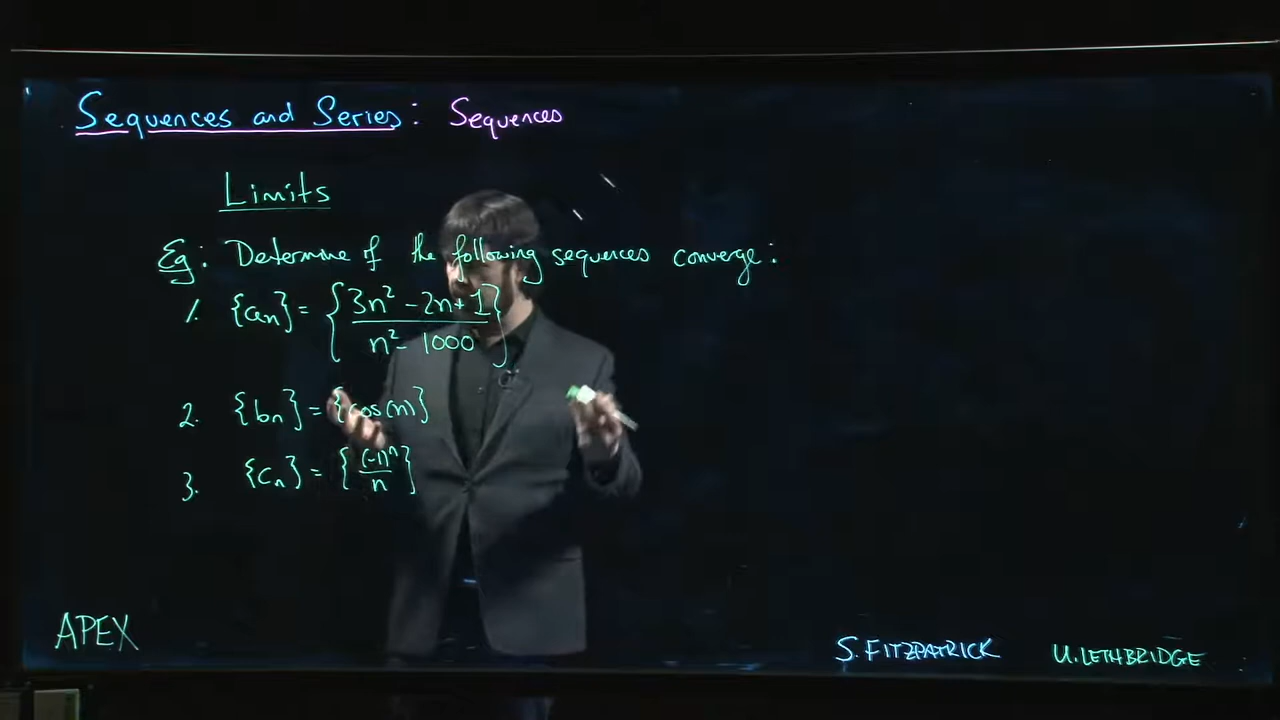 Sequences and Series: Sequences
Limits
Eg: Determine if the following sequences converge:
1. {aₙ} = {(3n² - 2n + 1)/(n² - 1000)}
2. {bₙ} = {cos(n)}
3. {cₙ} = {(-1)ⁿ/n}
APEX
S. FITZPATRICK U. LETHBRIDGE